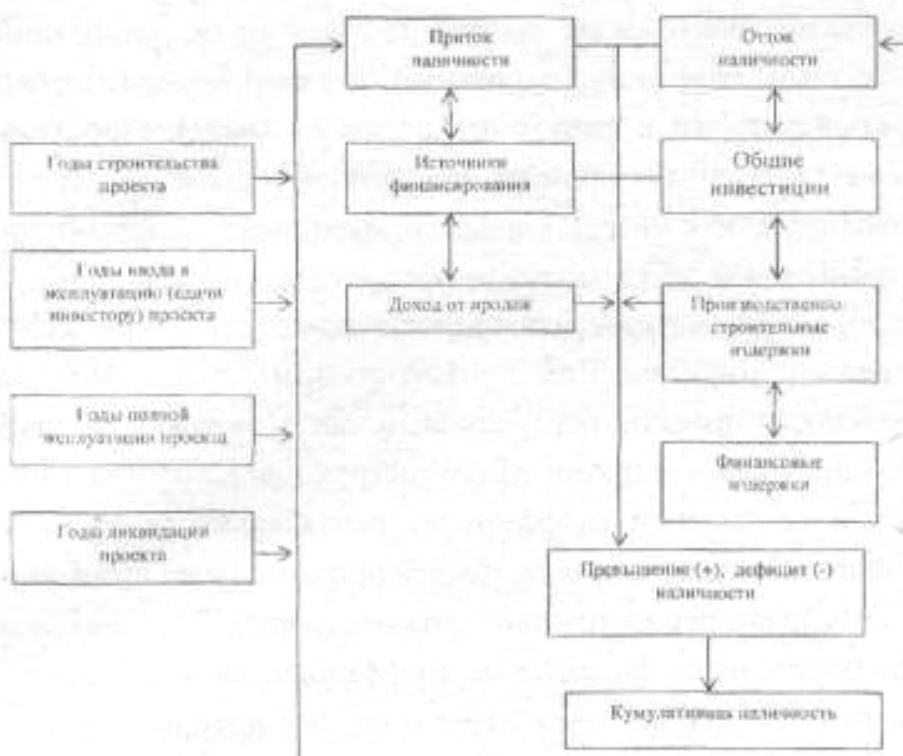 Приток
наличности
Отток
наличности
Годы строительства
проекта
Источники
финансирования
Общие
инвестиции
Годы ввода в
эксплуатацию (сдачи
инвестору) проекта
Доход от продаж
Производственно-
строительные
издержки
Годы полной
эксплуатации проекта
Финансовые
издержки
Годы ликвидации
проекта
Превышение (+), дефицит (-)
наличности
Кумулятивная наличность